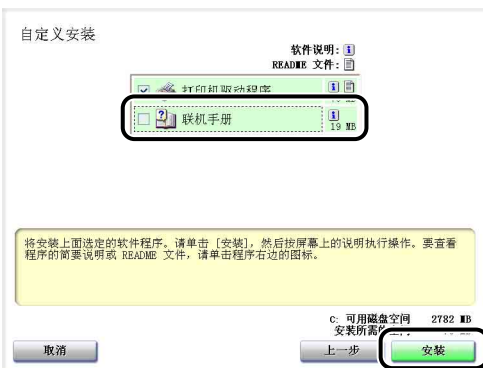 自定义安装
软件说明:
README 文件:
打印机驱动程序
联机手册
19 MB
将安装上面选定的软件程序。请单击 [安装]，然后按屏幕上的说明执行操作。要查看
程序的简要说明或 README 文件，请单击程序右边的图标。
C: 可用磁盘空间 2782 MB
安装所需的
取消
上一步
安装